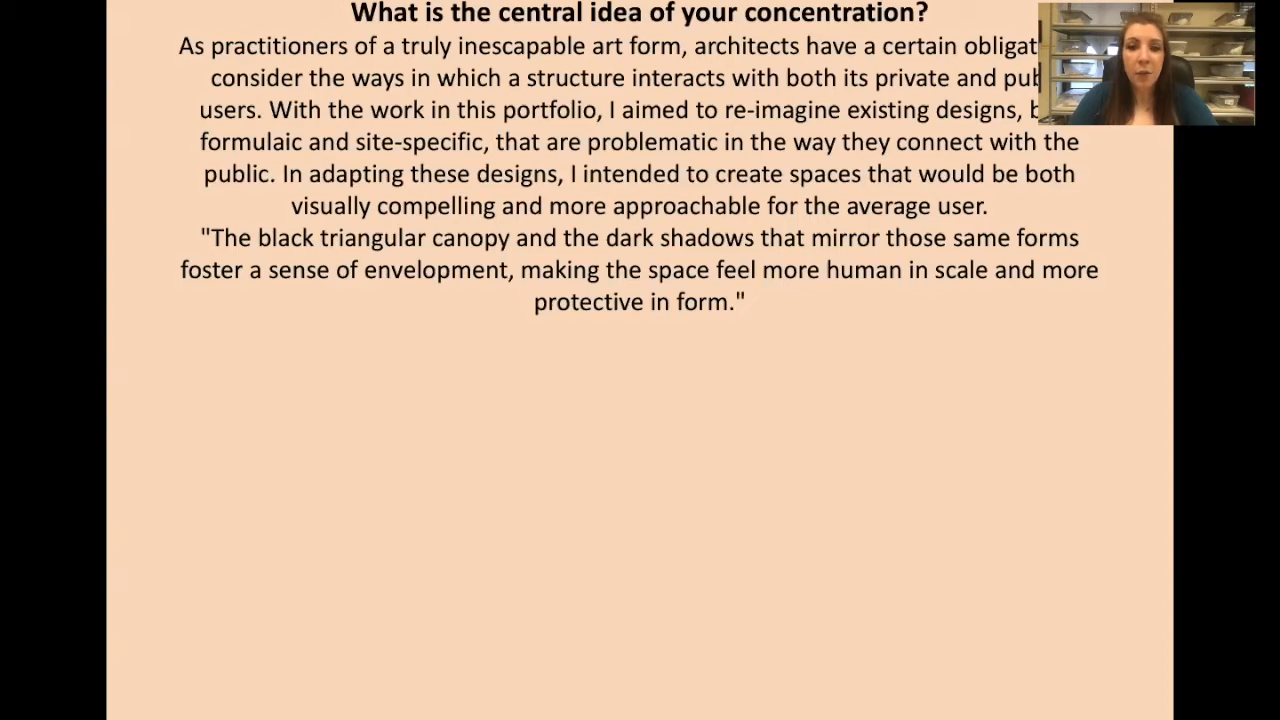 What is the central idea of your concentration?
As practitioners of a truly inescapable art form, architects have a certain
consider the ways in which a structure interacts with both its private and
users. With the work in this portfolio, I aimed to re-imagine existing designs,
formulaic and site-specific, that are problematic in the way they connect with the
public. In adapting these designs, I intended to create spaces that would be both
visually compelling and more approachable for the average user.
"The black triangular canopy and the dark shadows that mirror those same forms
foster a sense of envelopment, making the space feel more human in scale and more
protective in form."